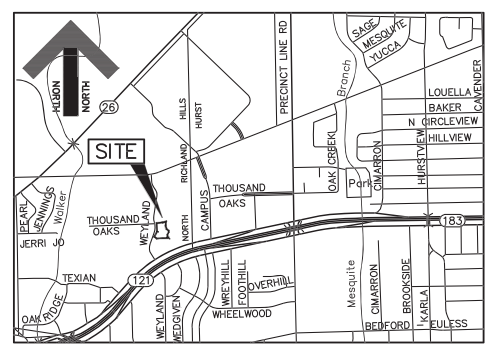 NORTH
NORTH
26
SITE
HILLS
HURST
RICHLAND
NORTH
PRECINCT LINE RD
SAGE
MESQUITE
YUCCA
Branch
LOUELLA
BAKER
N CIRCLEVIEW
HILLVIEW
CAVENDER
HURSTVIEW
CIMARRON
OAK CREEK
Park
THOUSAND
OAKS
CAMPUS
THOUSAND
OAKS
WEYLAND
PEARL
JENNINGS
Walker
JERRI JO
183
121
TEXIAN
OAK RIDGE
WEYLAND
WEDGIVEN
WREYHILL
FOOTHILL
OVERHILL
WHEELWOOD
Mesquite
CIMARRON
BROOKSIDE
KARLA
BEDFORD
EULESS